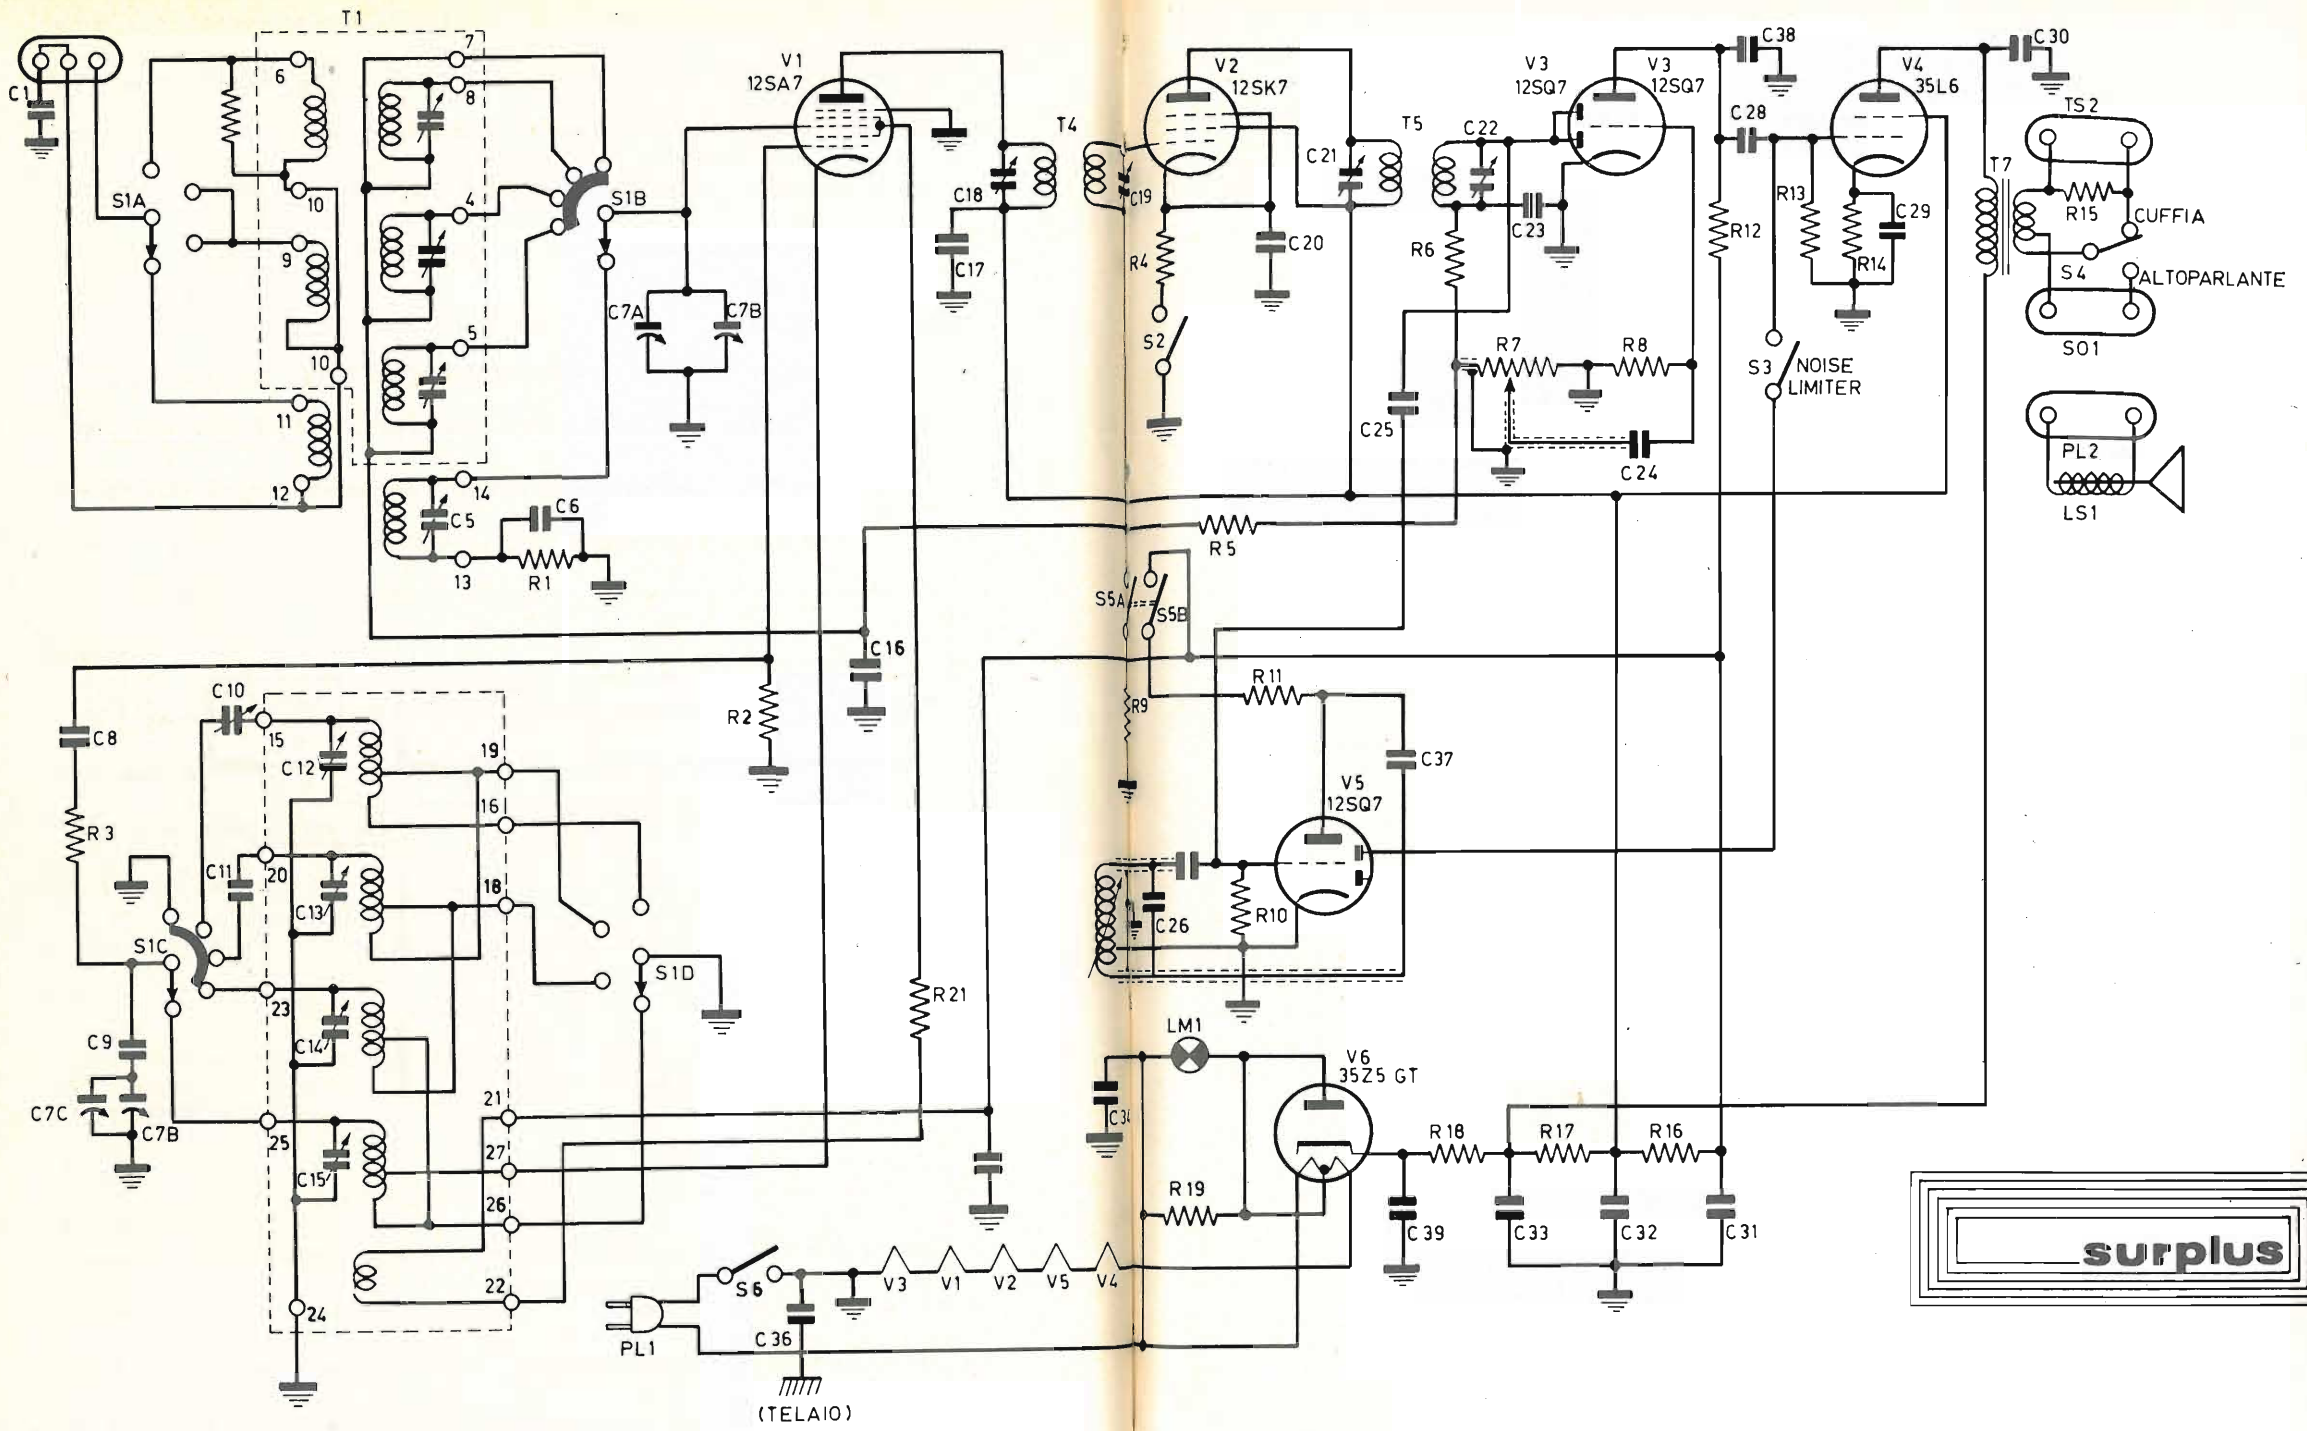 T1
C1
6
7
8
10
S1A
9
4
S1B
10
5
11
12
14
C5
C6
13
R1
C7A
C7B
V1
12SA7
C18
C17
T4
C19
V2
12SK7
R4
S2
C20
C21
T5
C22
V3
12SQ7
V3
12SQ7
R6
C23
R7
R8
C24
C25
C38
C28
R12
V4
35L6
C30
R13
R14
C29
T7
TS2
R15
CUFFIA
S4
ALTOPARLANTE
SO1
S3
NOISE
LIMITER
PL2
LS1
R5
S5A
S5B
C16
R2
R9
R11
C37
V5
12SQ7
C26
R10
C8
R3
C10
15
C12
19
16
C11
20
C13
18
S1C
S1D
23
C14
C9
C7C
C7B
25
C15
21
27
26
22
24
R21
LM1
C34
V6
35Z5 GT
R19
R18
R17
R16
C39
C33
C32
C31
S6
PL1
C36
(TELAIO)
V3
V1
V2
V5
V4
surplus